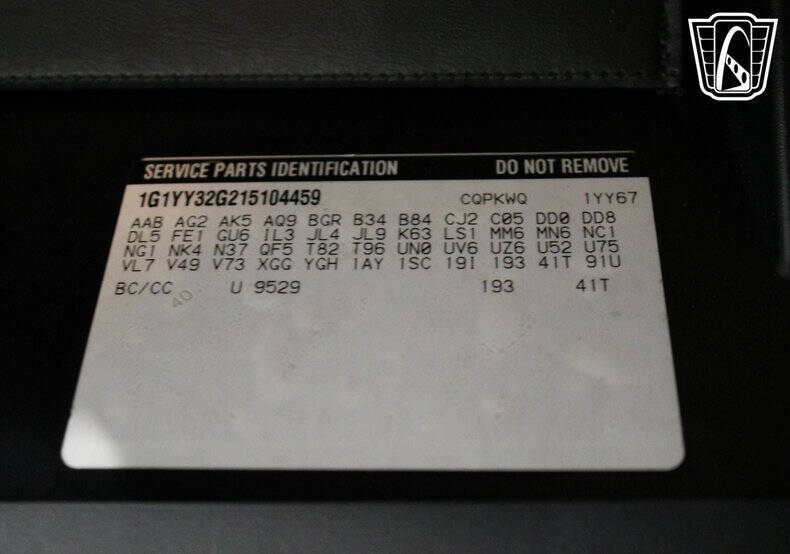 SERVICE PARTS IDENTIFICATION DO NOT REMOVE
1G1YY32G215104459 CQPKWQ 1YY67
AAB AG2 AK5 AQ9 BGR B34 B84 CJ2 C05 DD0 DD8
DL5 FE1 GU6 IL3 JL4 JL9 K63 LS1 MM6 MN6 NC1
NG1 NK4 N37 QF5 T82 T96 UN0 UV6 UZ6 U52 U75
VL7 V49 V73 XGG YGH 1AY 1SC 19I 193 41T 91U
BC/CC U 9529 193 41T
40